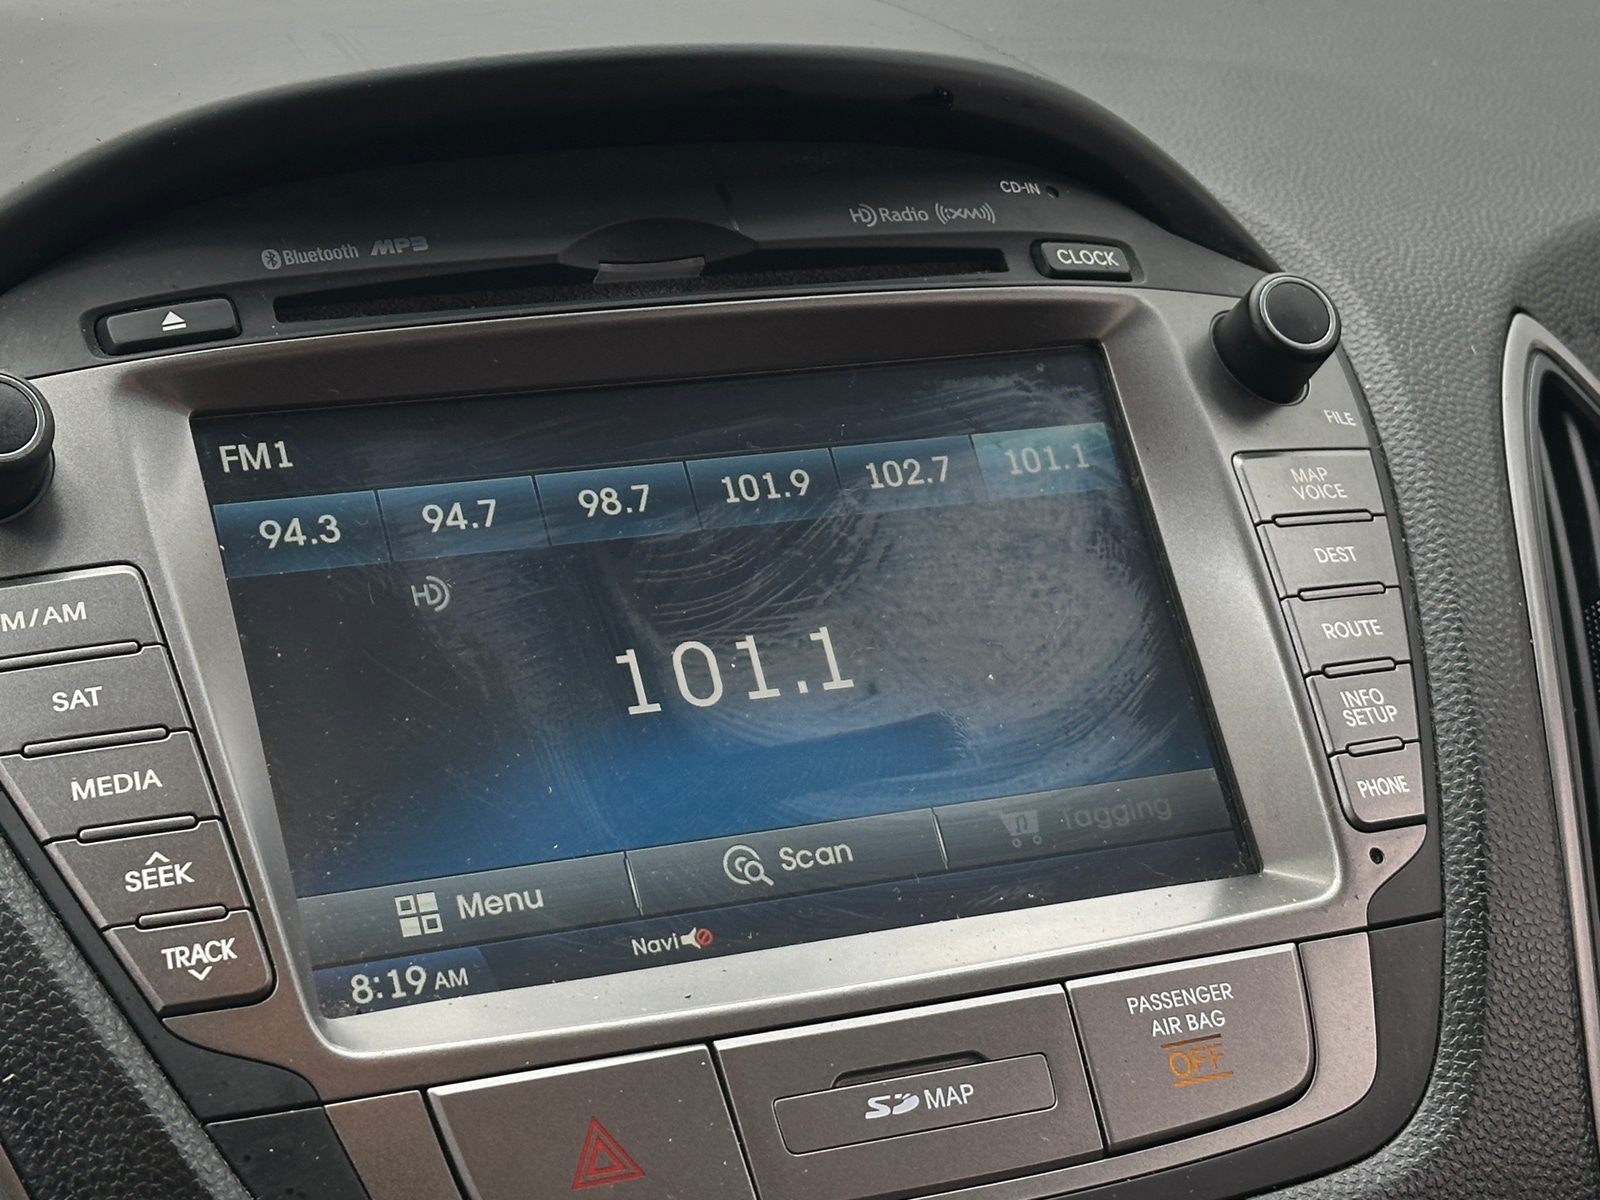 CD-IN
Bluetooth MP3
HD Radio ((XM))
CLOCK
FILE
FM1
94.3 94.7 98.7 101.9 102.7 101.1
HD
101.1
Menu Scan Tagging
8:19 AM Navi
M/AM
SAT
MEDIA
SEEK
TRACK
MAP
VOICE
DEST
ROUTE
INFO
SETUP
PHONE
SD MAP
PASSENGER
AIR BAG
OFF